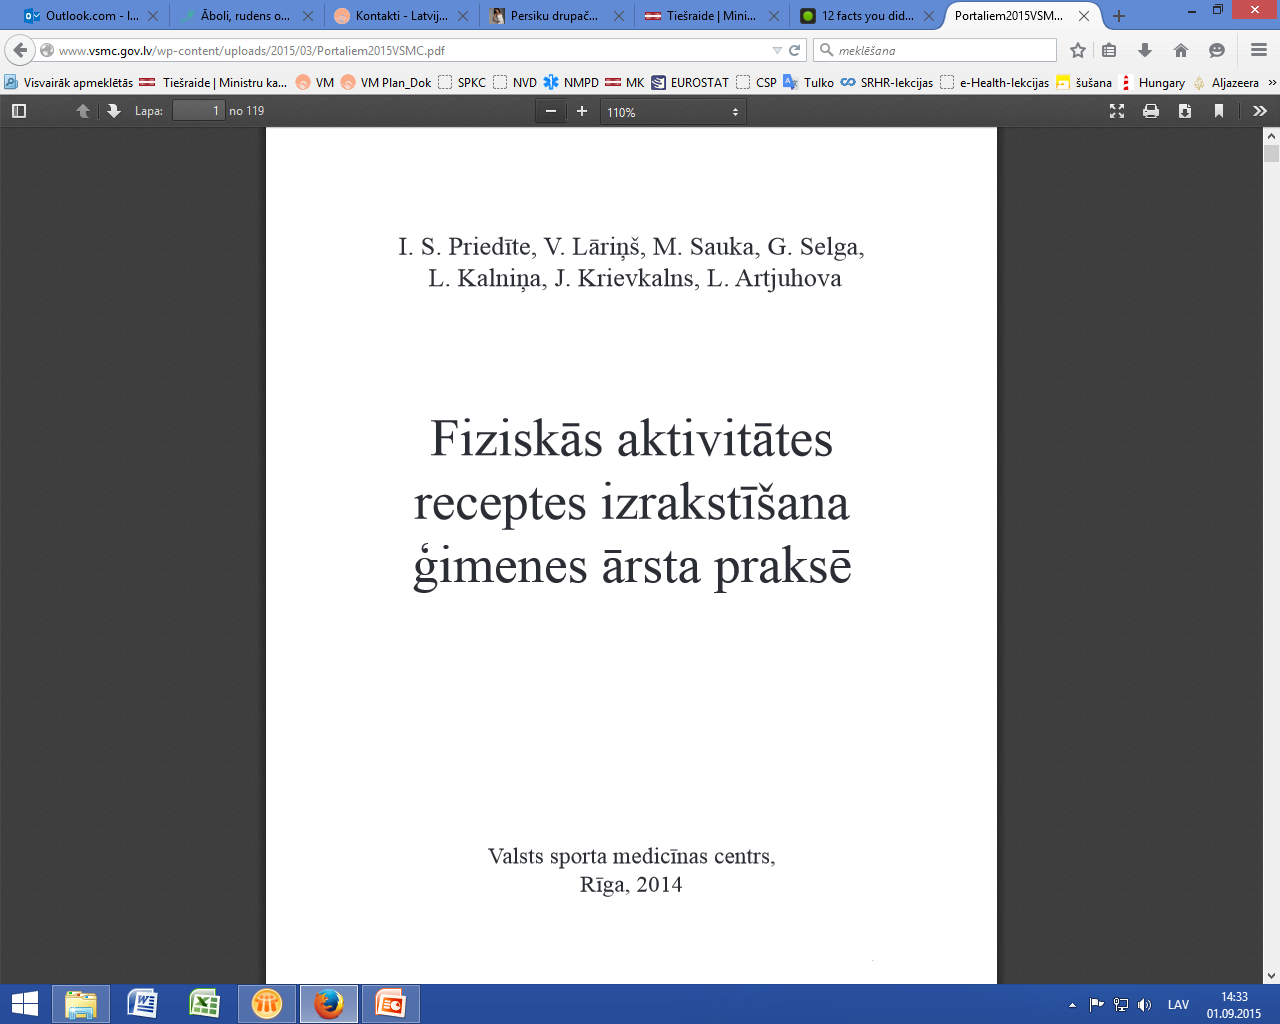 Outlook.com - I...
Āboli, rudens o...
Kontakti - Latvij...
Persiku drupač...
Tiešraide | Mini...
12 facts you did...
Portaliem2015VSM...
www.vsmc.gov.lv/wp-content/uploads/2015/03/Portaliem2015VSMC.pdf
meklēšana
Visvairāk apmeklētās
Tiešraide | Ministru ka...
VM
VM Plan_Dok
SPKC
NVD
NMPD
MK
EUROSTAT
CSP
Tulko
SRHR-lekcijas
e-Health-lekcijas
šušana
Hungary
Aljazeera
Lapa: 1 no 119
110%
I. S. Priedīte, V. Lāriņš, M. Sauka, G. Selga,
L. Kalniņa, J. Krievkalns, L. Artjuhova
Fiziskās aktivitātes
receptes izrakstīšana
ģimenes ārsta praksē
Valsts sporta medicīnas centrs,
Rīga, 2014
LAV
14:33
01.09.2015